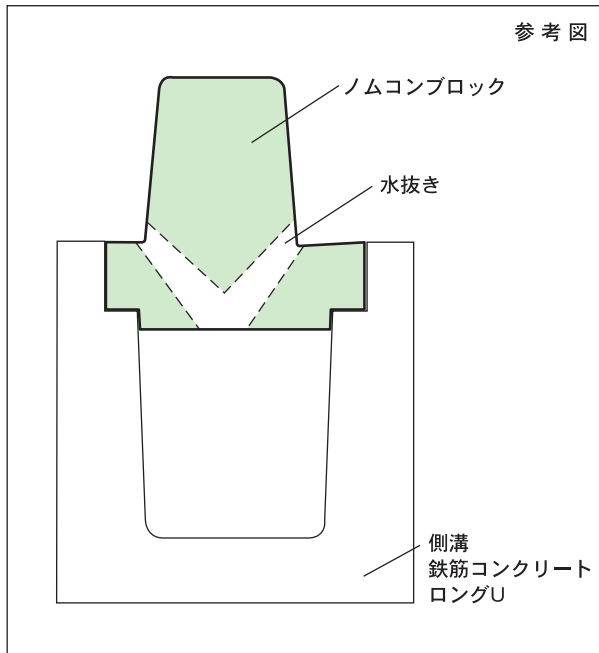 参考図
ノムコンブロック
水抜き
側溝
鉄筋コンクリート
ロングU